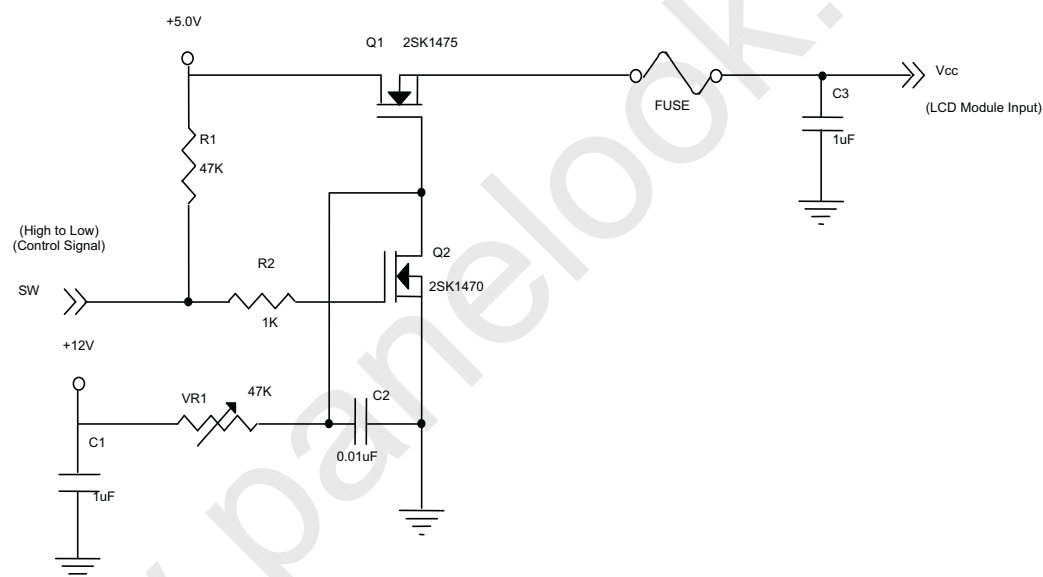 +5.0V
Q1 2SK1475
Vcc
C3
FUSE
(LCD Module Input)
R1
1uF
47K
(High to Low)
(Control Signal)
Q2
R2
SW
2SK1470
1K
+12V
VR1 47K
C2
C1
0.01uF
1uF
panelook.